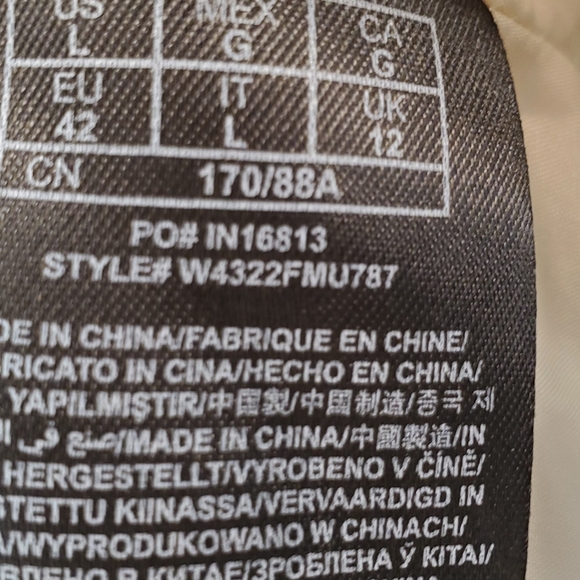 US MEX CA
L G G
EU IT UK
42 L 12
CN 170/88A
PO# IN16813
STYLE# W4322FMU787
DE IN CHINA/FABRIQUE EN CHINE/
RICATO IN CINA/HECHO EN CHINA/
YAPILMIŞTIR/中国製/中國制造/중국 제
صنع في /MADE IN CHINA/中國製造/IN
HERGESTELLT/VYROBENO V ČÍNĚ/
STETTU KIINASSA/VERVAARDIGD IN
/WYPRODUKOWANO W CHINACH/
В КИТАЕ/ЗРОБЛЕНА Ў КІТАІ/